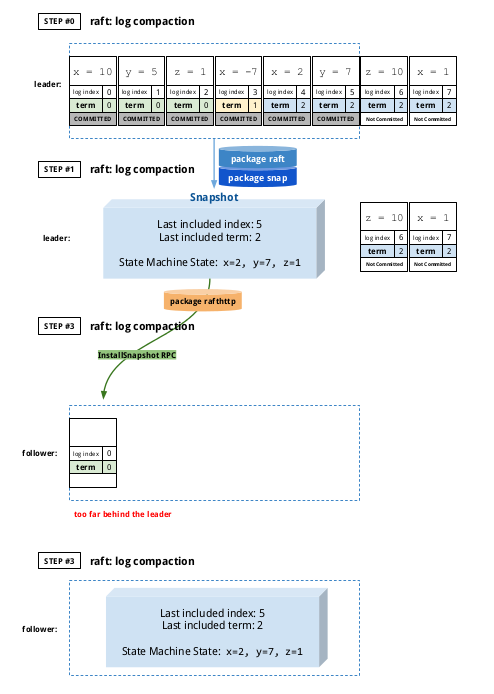 STEP #0 raft: log compaction
x = 10 y = 5 z = 1 x = -7 x = 2 y = 7 z = 10 x = 1
leader: log index 0 log index 1 log index 2 log index 3 log index 4 log index 5 log index 6 log index 7
term 0 term 0 term 0 term 1 term 2 term 2 term 2 term 2
COMMITTED COMMITTED COMMITTED COMMITTED COMMITTED COMMITTED Not Committed Not Committed
package raft
STEP #1 raft: log compaction
package snap
Snapshot
Last included index: 5
Last included term: 2
State Machine State: x=2, y=7, z=1
leader:
z = 10 x = 1
log index 6 log index 7
term 2 term 2
Not Committed Not Committed
package rafthttp
STEP #3 raft: log compaction
InstallSnapshot RPC
log index 0
follower:
term 0
too far behind the leader
STEP #3 raft: log compaction
Last included index: 5
Last included term: 2
follower:
State Machine State: x=2, y=7, z=1